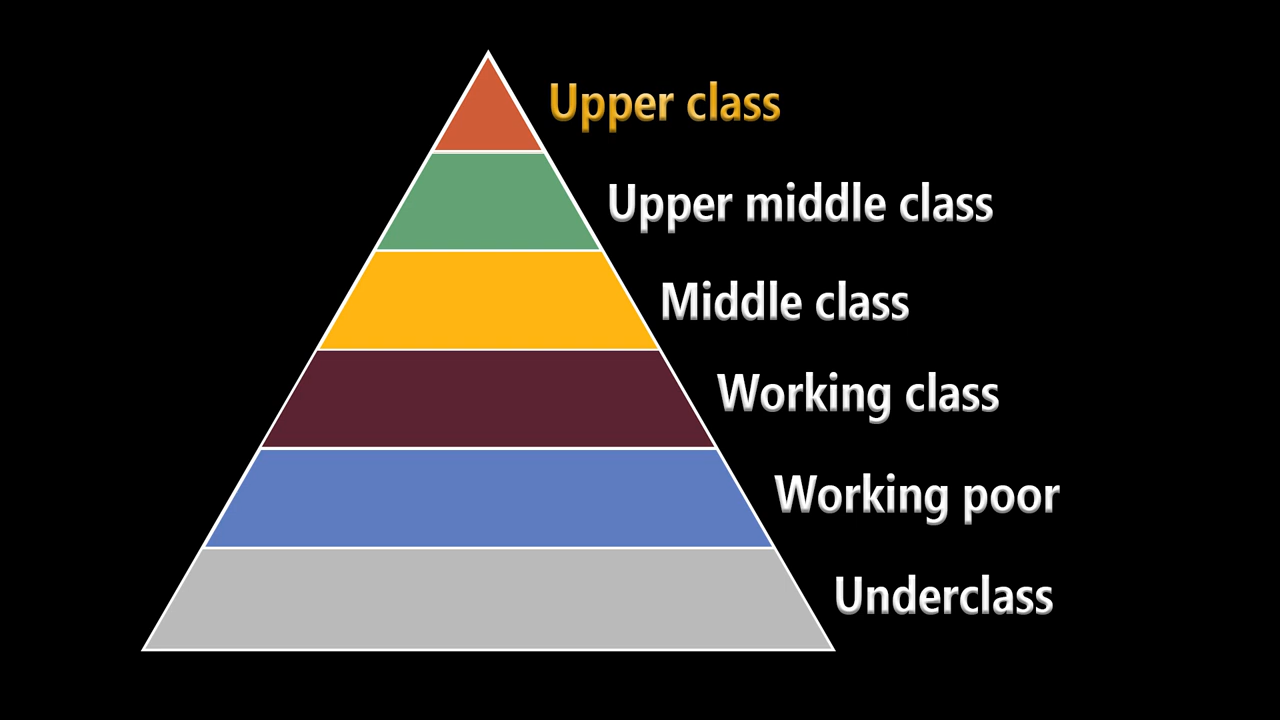 Upper class
Upper middle class
Middle class
Working class
Working poor
Underclass